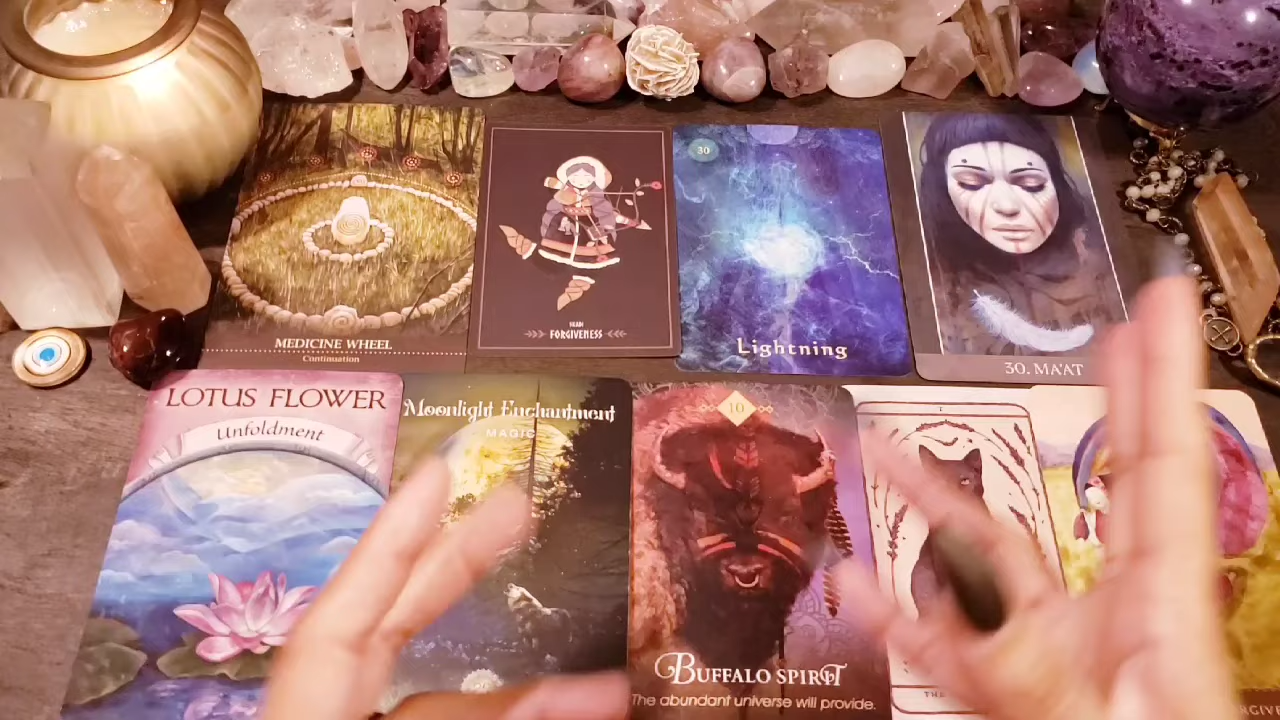 MEDICINE WHEEL
Continuation
FORGIVENESS
30
Lightning
30. MA'AT
LOTUS FLOWER
Unfoldment
Moonlight Enchantment
MAGIC
10
BUFFALO SPIRIT
The abundant universe will provide.